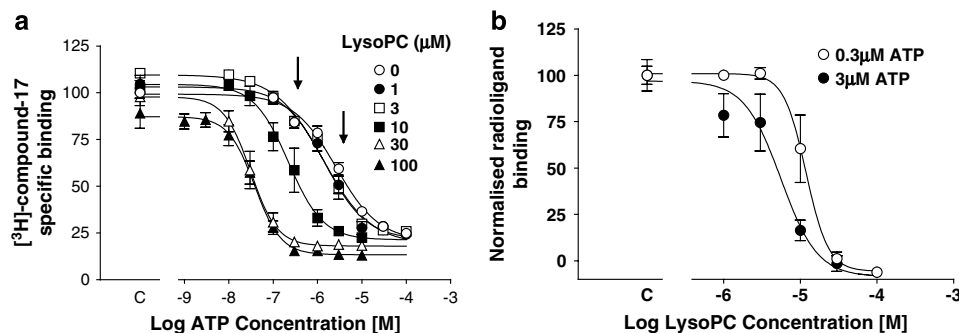 a
[³H]-compound-17
specific binding
125
100
75
50
25
0
C
-9
-8
-7
-6
-5
-4
-3
Log ATP Concentration [M]
LysoPC (μM)
0
1
3
10
30
100
b
Normalised radioligand
binding
125
100
75
50
25
0
C
-6
-5
-4
-3
Log LysoPC Concentration [M]
0.3μM ATP
3μM ATP